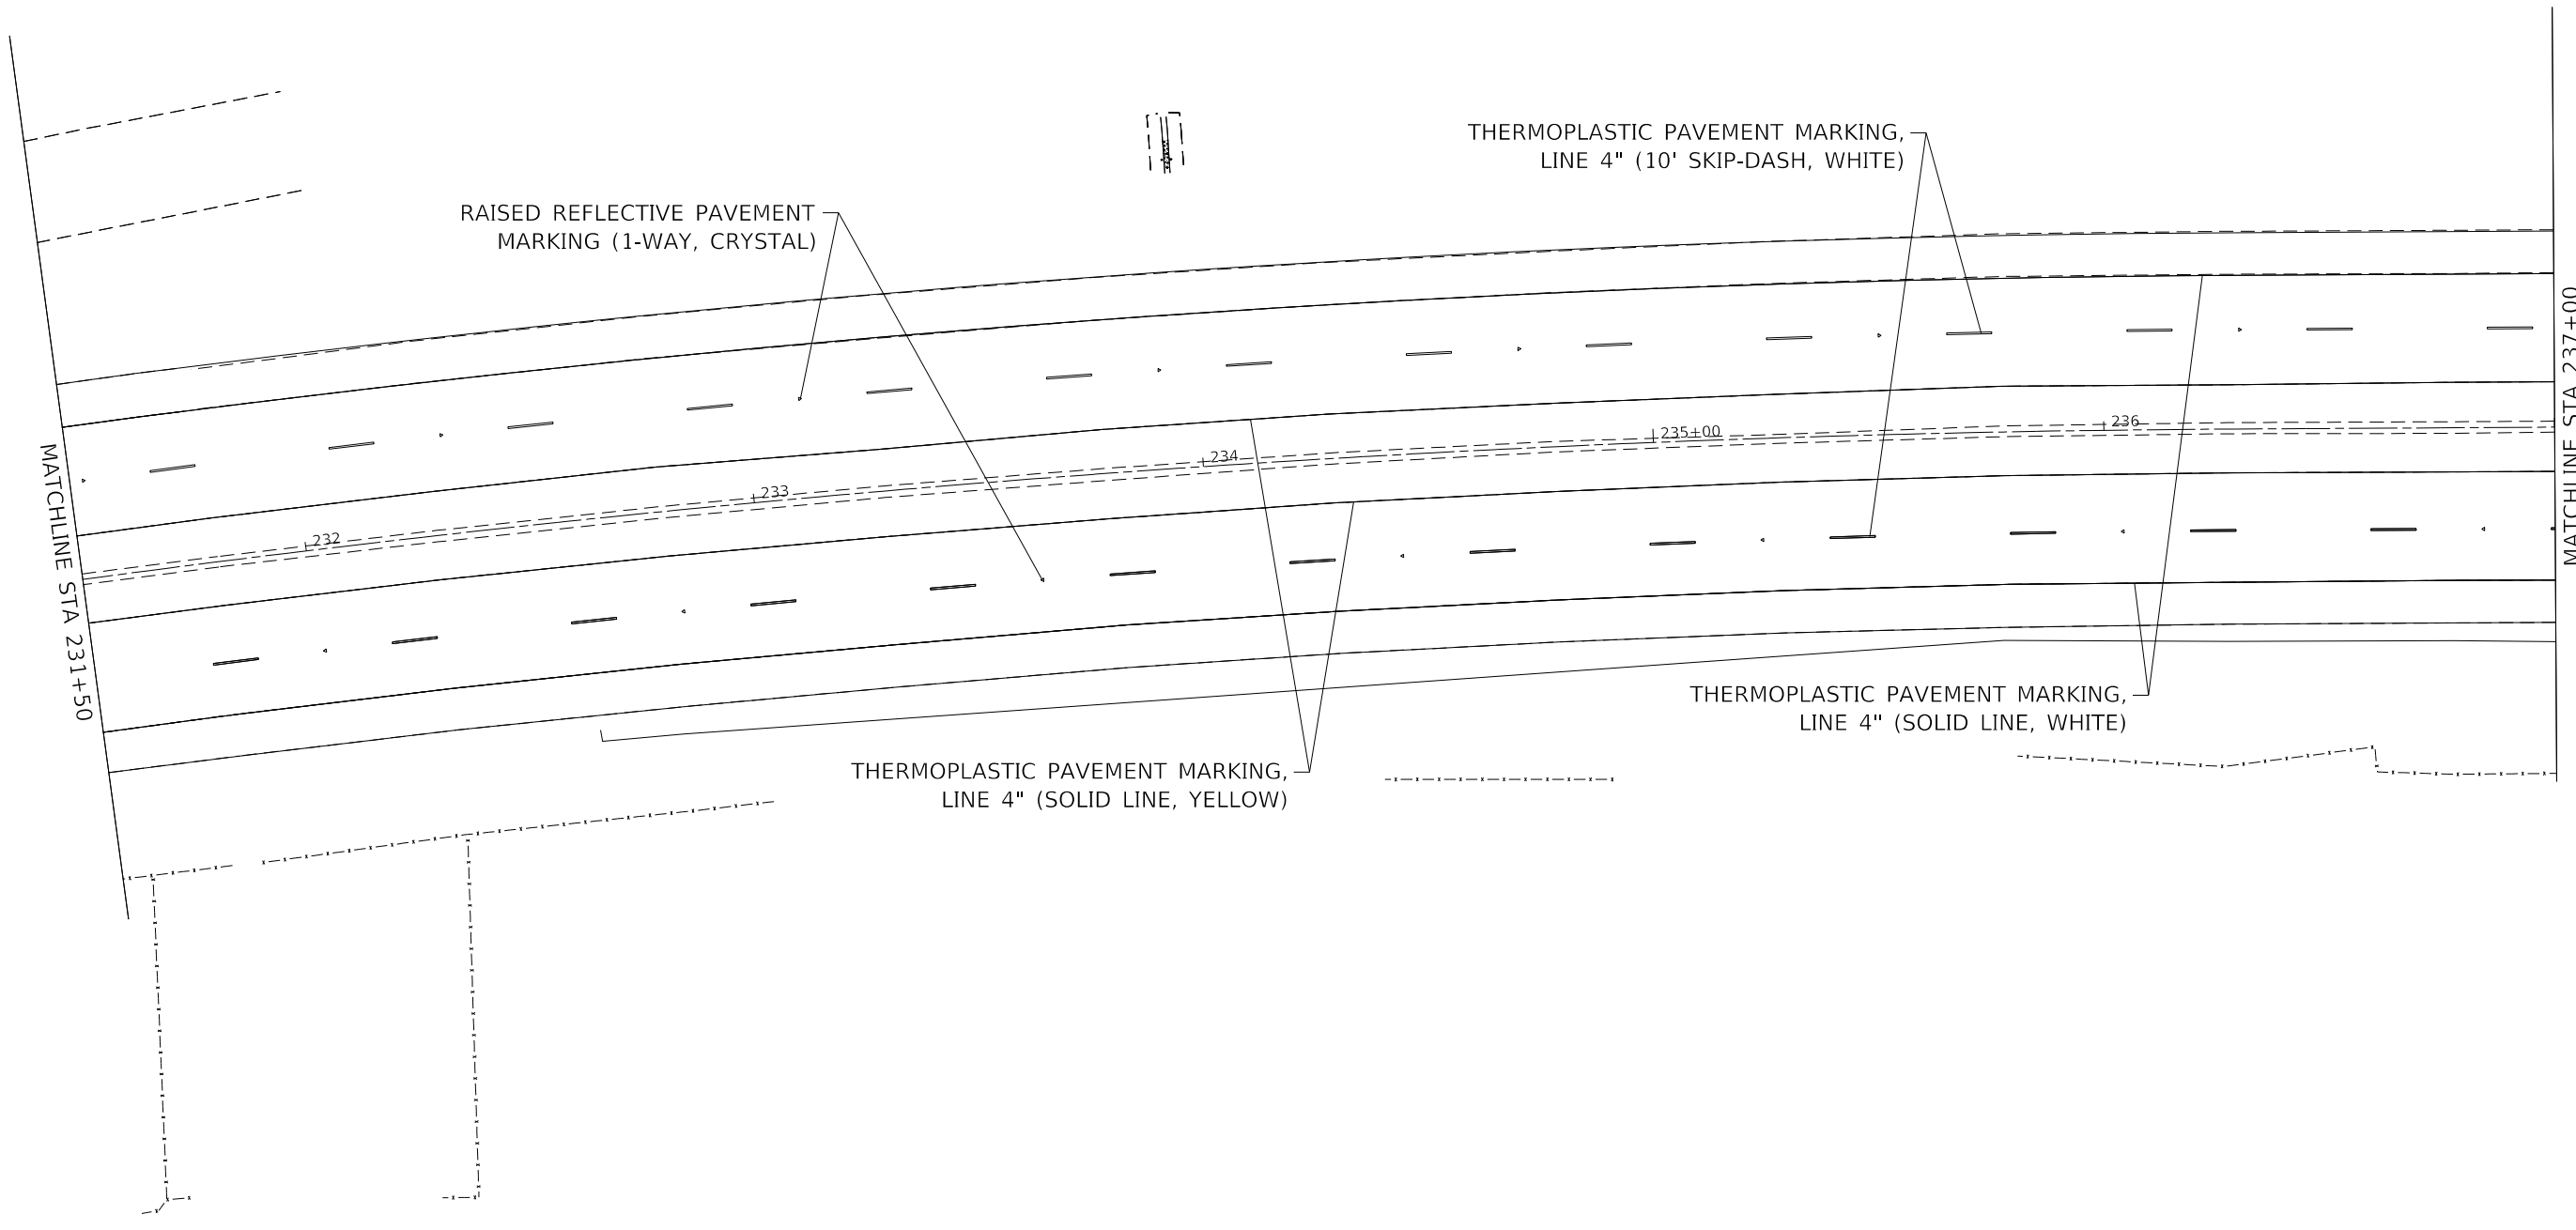 THERMOPLASTIC PAVEMENT MARKING,
LINE 4" (10' SKIP-DASH, WHITE)
RAISED REFLECTIVE PAVEMENT
MARKING (1-WAY, CRYSTAL)
MATCHLINE STA 237+00
236
235+00
234
233
232
MATCHLINE STA 231+50
THERMOPLASTIC PAVEMENT MARKING,
LINE 4" (SOLID LINE, WHITE)
THERMOPLASTIC PAVEMENT MARKING,
LINE 4" (SOLID LINE, YELLOW)